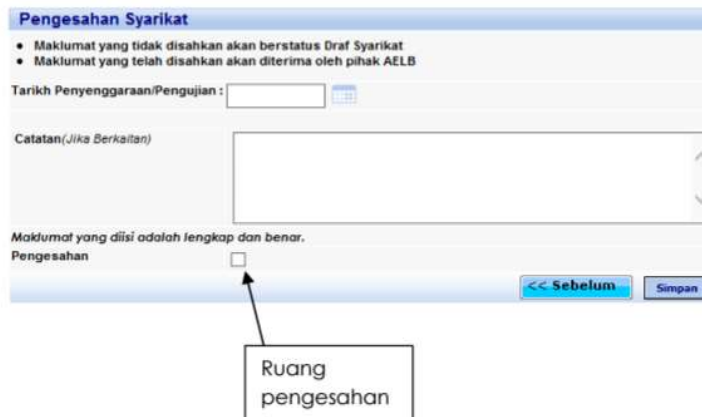 Pengesahan Syarikat
• Maklumat yang tidak disahkan akan berstatus Draf Syarikat
• Maklumat yang telah disahkan akan diterima oleh pihak AELB
Tarikh Penyenggaraan/Pengujian :
Catatan(Jika Berkaitan)
Maklumat yang diisi adalah lengkap dan benar.
Pengesahan
<< Sebelum
Simpan
Ruang
pengesahan